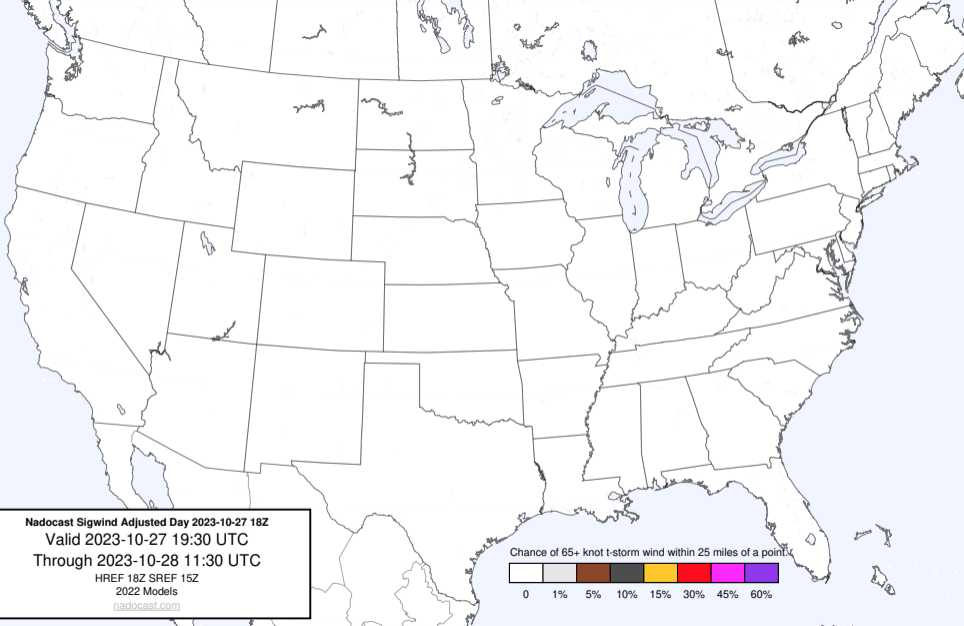 Nadocast Sigwind Adjusted Day 2023-10-27 18Z
Valid 2023-10-27 19:30 UTC
Through 2023-10-28 11:30 UTC
HREF 18Z SREF 15Z
2022 Models
nadocast.com
Chance of 65+ knot t-storm wind within 25 miles of a point.
0 1% 5% 10% 15% 30% 45% 60%